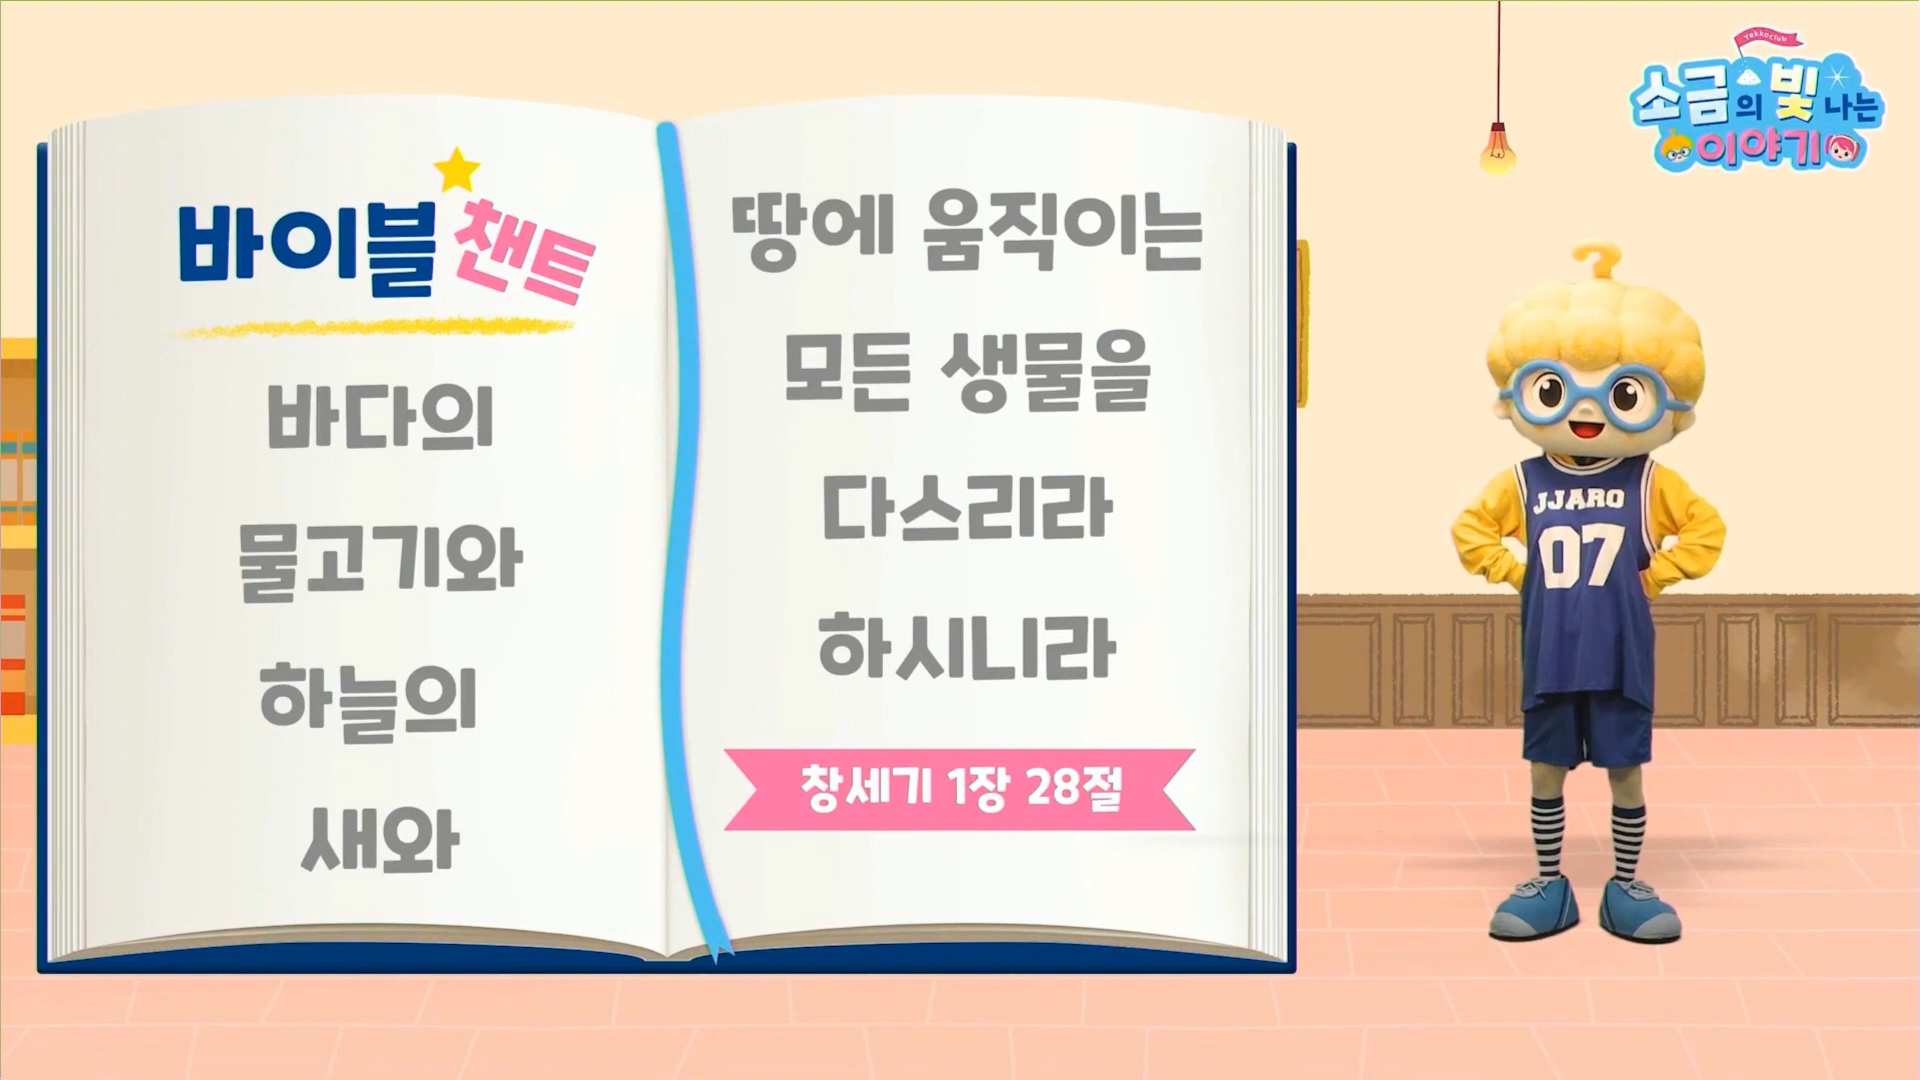 바이블 챈트
바다의
물고기와
하늘의
새와
땅에 움직이는
모든 생물을
다스리라
하시니라
창세기 1장 28절
Yekkoclub
소금의 빛나는
이야기
JJARO
07